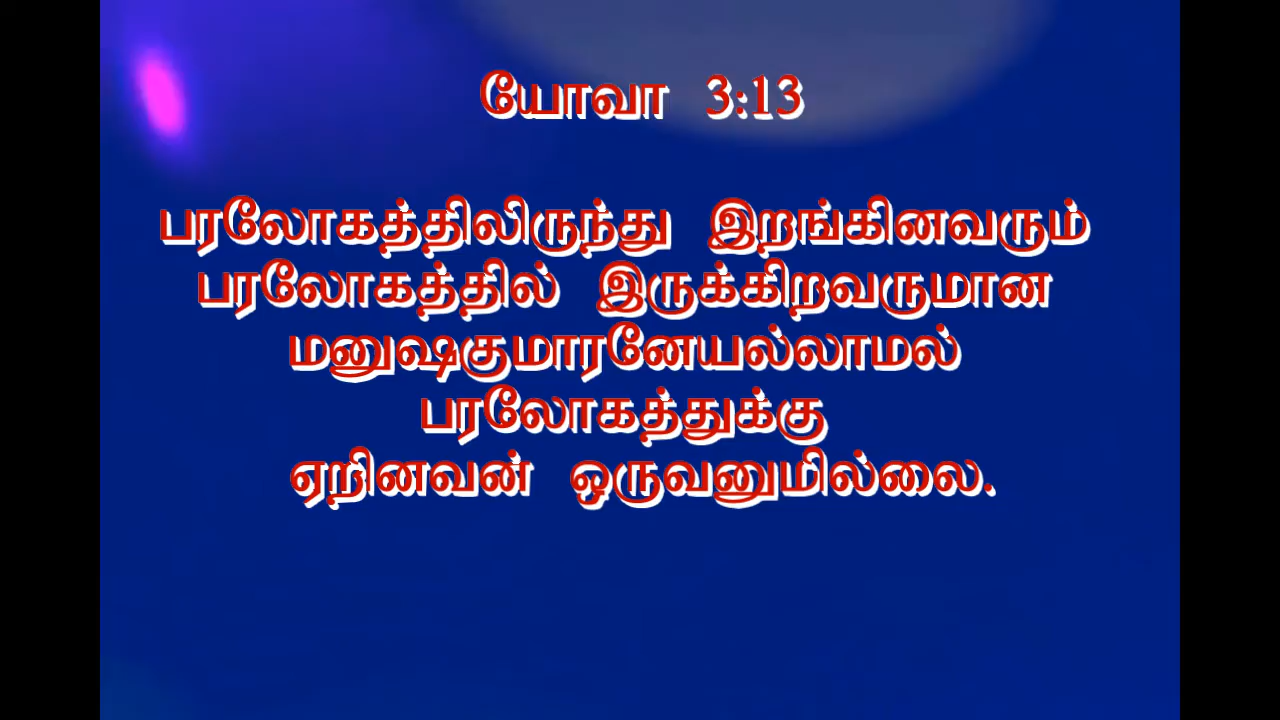 யோவா 3:13
பரலோகத்திலிருந்து இறங்கினவரும்
பரலோகத்தில் இருக்கிறவருமான
மனுஷகுமாரனேயல்லாமல்
பரலோகத்துக்கு
ஏறினவன் ஒருவனுமில்லை.